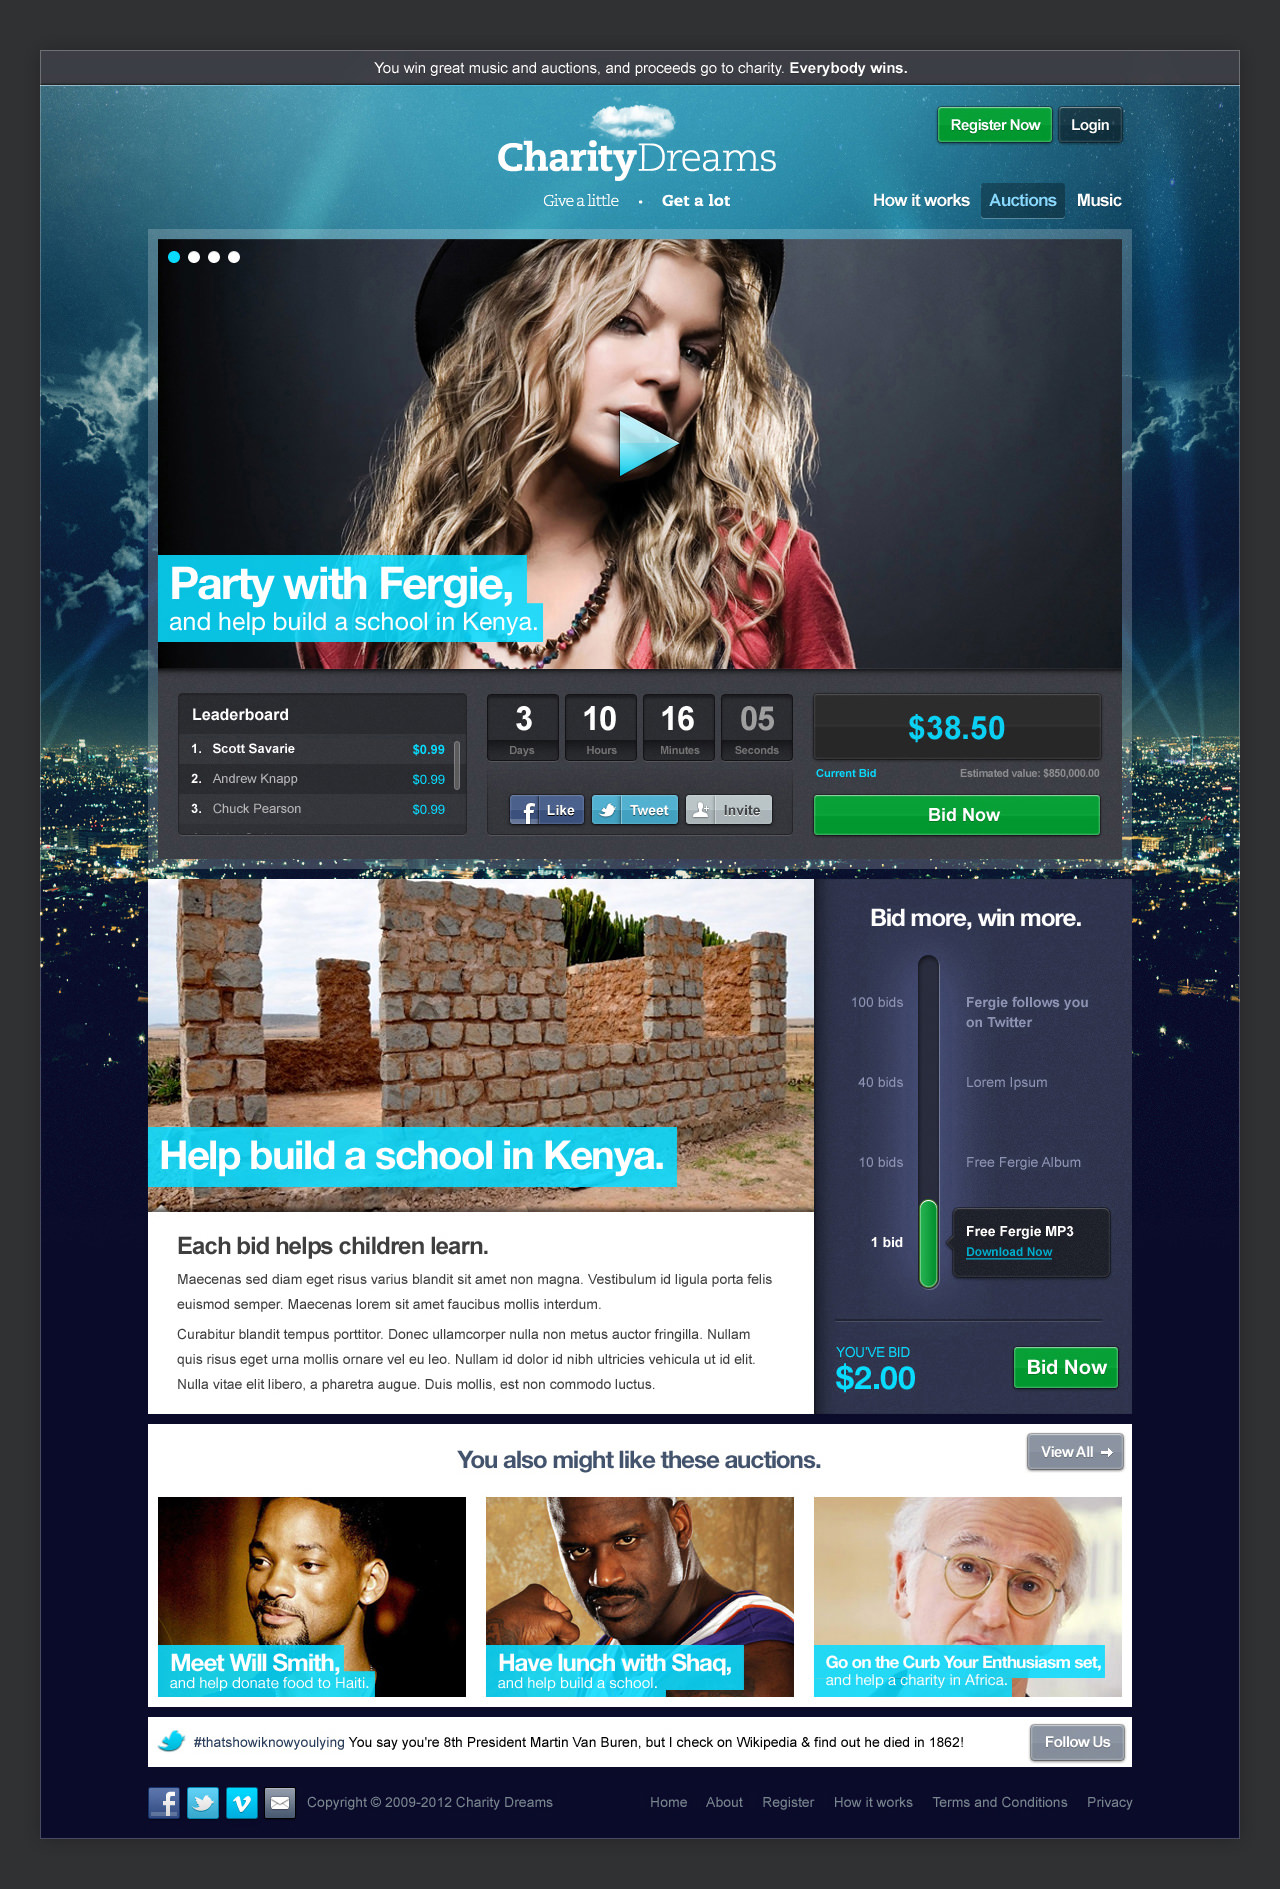 You win great music and auctions, and proceeds go to charity. Everybody wins.
Register Now
Login
CharityDreams
Give a little • Get a lot
How it works
Auctions
Music
Party with Fergie,
and help build a school in Kenya.
Leaderboard
1. Scott Savarie $0.99
2. Andrew Knapp $0.99
3. Chuck Pearson $0.99
3 10 16 05
Days Hours Minutes Seconds
Like
Tweet
Invite
$38.50
Current Bid
Estimated value: $850,000.00
Bid Now
Help build a school in Kenya.
Each bid helps children learn.
Maecenas sed diam eget risus varius blandit sit amet non magna. Vestibulum id ligula porta felis
euismod semper. Maecenas lorem sit amet faucibus mollis interdum.
Curabitur blandit tempus porttitor. Donec ullamcorper nulla non metus auctor fringilla. Nullam
quis risus eget urna mollis ornare vel eu leo. Nullam id dolor id nibh ultricies vehicula ut id elit.
Nulla vitae elit libero, a pharetra augue. Duis mollis, est non commodo luctus.
Bid more, win more.
100 bids Fergie follows you
on Twitter
40 bids Lorem Ipsum
10 bids Free Fergie Album
1 bid Free Fergie MP3
Download Now
YOU'VE BID
$2.00
Bid Now
You also might like these auctions.
View All
Meet Will Smith,
and help donate food to Haiti.
Have lunch with Shaq,
and help build a school.
Go on the Curb Your Enthusiasm set,
and help a charity in Africa.
#thatshowiknowyoulying You say you're 8th President Martin Van Buren, but I check on Wikipedia & find out he died in 1862!
Follow Us
Copyright © 2009-2012 Charity Dreams
Home About Register How it works Terms and Conditions Privacy